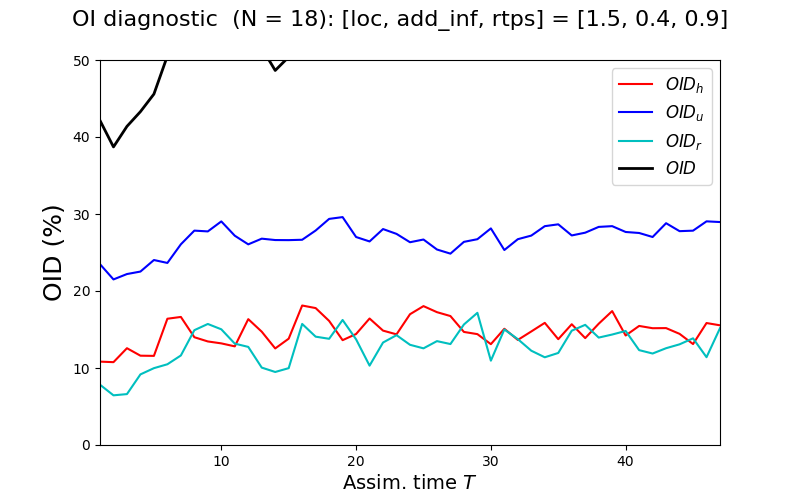 OI diagnostic (N = 18): [loc, add_inf, rtps] = [1.5, 0.4, 0.9]
50
40
30
20
10
0
OID (%)
OID_h
OID_u
OID_r
OID
10 20 30 40
Assim. time T